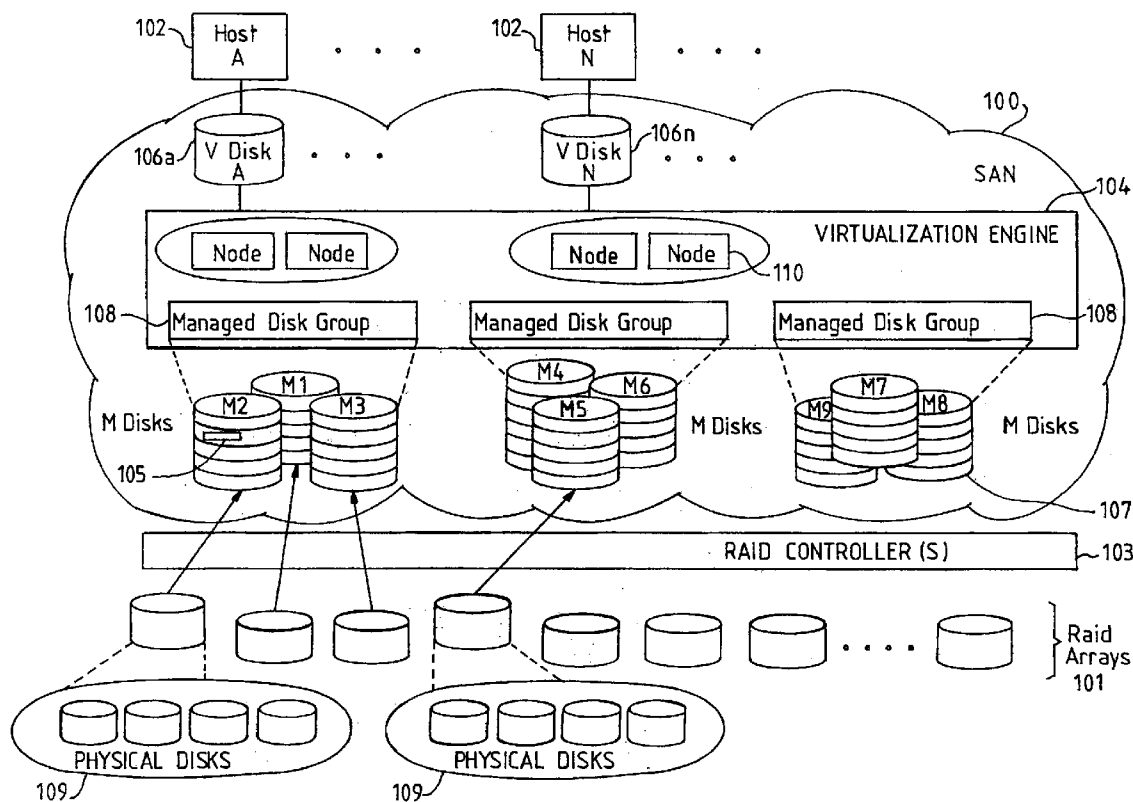 102
Host
A
102
Host
N
100
106a
V Disk
A
V Disk
N
106n
SAN
104
VIRTUALIZATION ENGINE
Node
Node
Node
Node
110
108
Managed Disk Group
Managed Disk Group
Managed Disk Group
108
M Disks
M2
M1
M3
105
M4
M5
M6
M Disks
M9
M7
M8
M Disks
107
RAID CONTROLLER(S)
103
Raid
Arrays
101
PHYSICAL DISKS
109
PHYSICAL DISKS
109